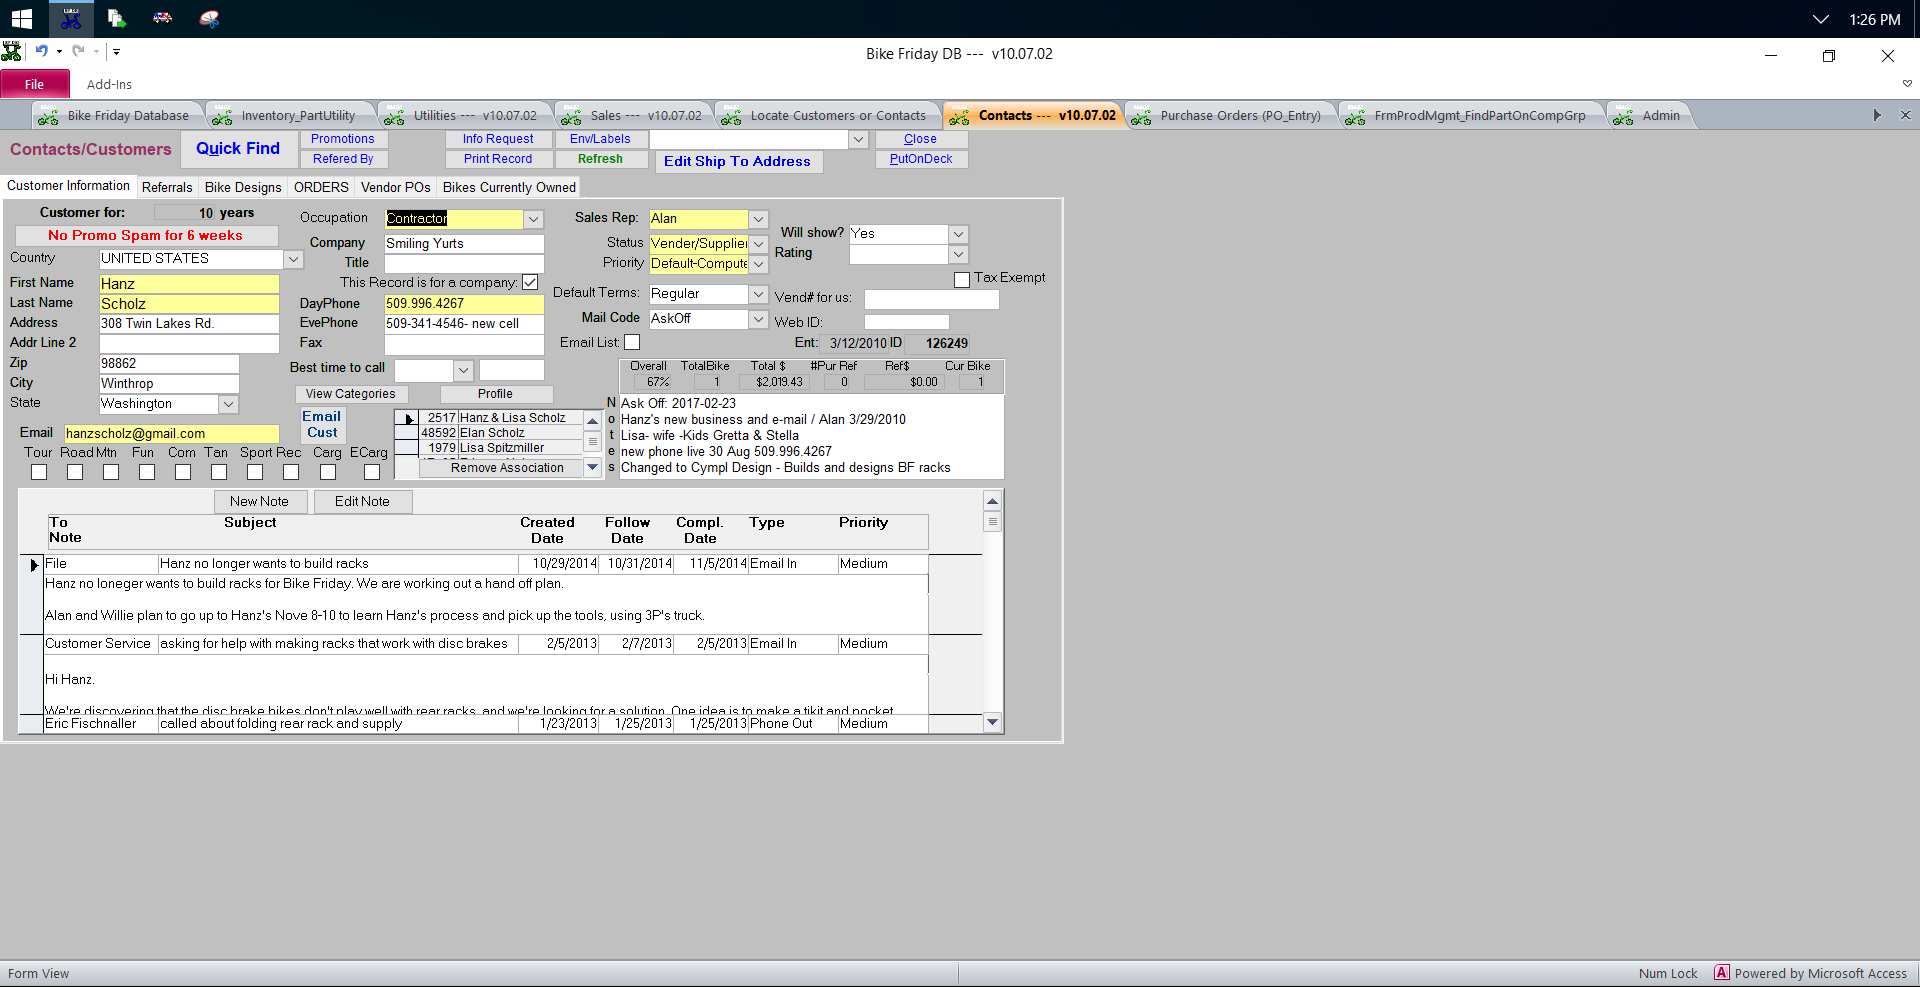 1:26 PM
Bike Friday DB --- v10.07.02
File Add-Ins
Bike Friday Database Inventory_PartUtility Utilities --- v10.07.02 Sales --- v10.07.02 Locate Customers or Contacts Contacts --- v10.07.02 Purchase Orders (PO_Entry) FrmProdMgmt_FindPartOnCompGrp Admin
Contacts/Customers Quick Find Promotions Info Request Env/Labels Close
Refered By Print Record Refresh Edit Ship To Address PutOnDeck
Customer Information Referrals Bike Designs ORDERS Vendor POs Bikes Currently Owned
Customer for: 10 years Occupation Contractor Sales Rep: Alan
No Promo Spam for 6 weeks Company Smiling Yurts Status Vender/Supplier Will show? Yes
Country UNITED STATES Title Priority Default-Compute Rating
First Name Hanz This Record is for a company: Tax Exempt
Last Name Scholz DayPhone 509.996.4267 Default Terms: Regular Vend# for us:
Address 308 Twin Lakes Rd. EvePhone 509-341-4546- new cell Mail Code AskOff Web ID:
Addr Line 2 Fax Email List: Ent: 3/12/2010 ID 126249
Zip 98862 Best time to call Overall TotalBike Total $ #Pur Ref Ref$ Cur Bike
City Winthrop 67% 1 $2,019.43 0 $0.00 1
State Washington View Categories Profile
Notes
Ask Off: 2017-02-23
Hanz's new business and e-mail / Alan 3/29/2010
Lisa- wife -Kids Gretta & Stella
new phone live 30 Aug 509.996.4267
Changed to Cympl Design - Builds and designs BF racks
Email Cust
2517 Hanz & Lisa Scholz
48592 Elan Scholz
1979 Lisa Spitzmiller
Remove Association
Email hanzscholz@gmail.com
Tour Road Mtn Fun Com Tan Sport Rec Carg ECarg
New Note Edit Note
To Note Subject Created Date Follow Date Compl. Date Type Priority
File Hanz no longer wants to build racks 10/29/2014 10/31/2014 11/5/2014 Email In Medium
Hanz no loneger wants to build racks for Bike Friday. We are working out a hand off plan.
Alan and Willie plan to go up to Hanz's Nove 8-10 to learn Hanz's process and pick up the tools, using 3P's truck.
Customer Service asking for help with making racks that work with disc brakes 2/5/2013 2/7/2013 2/5/2013 Email In Medium
Hi Hanz.
We're discovering that the disc brake bikes don't play well with rear racks, and we're looking for a solution. One idea is to make a tikit and pocket
Eric Fischnaller called about folding rear rack and supply 1/23/2013 1/25/2013 1/25/2013 Phone Out Medium
Form View Num Lock Powered by Microsoft Access